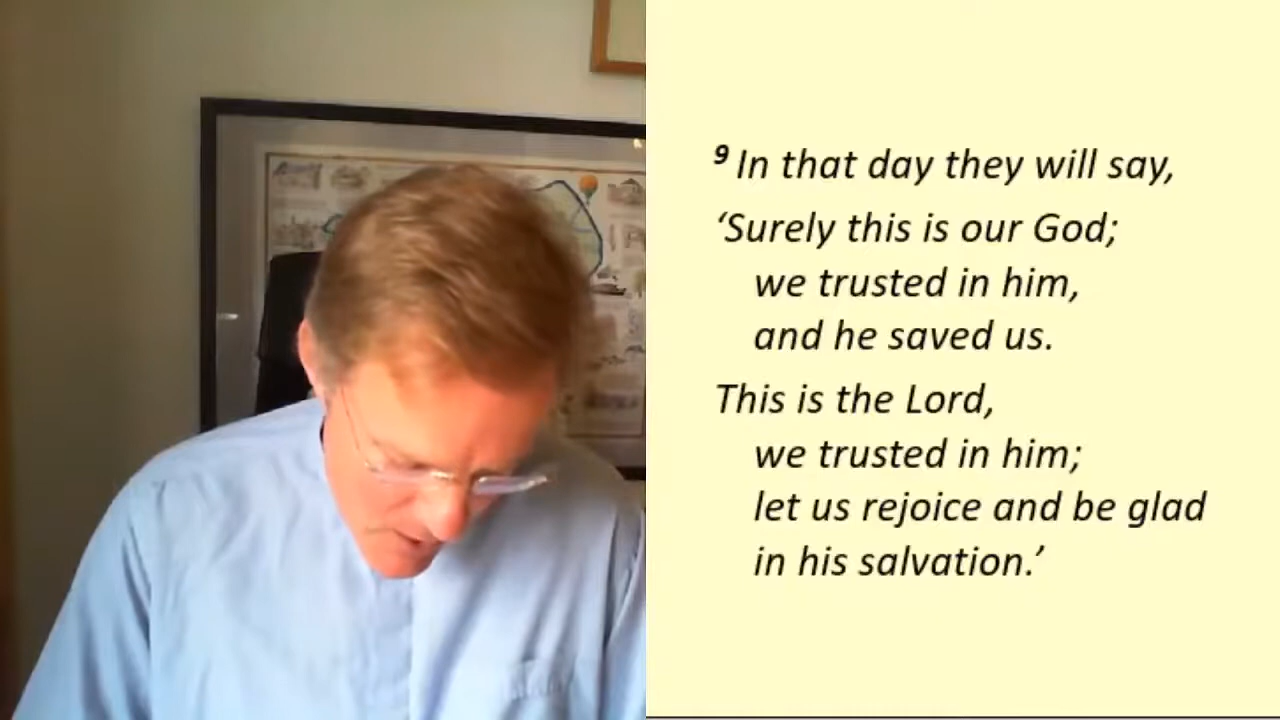 9 In that day they will say,
‘Surely this is our God;
we trusted in him,
and he saved us.
This is the Lord,
we trusted in him;
let us rejoice and be glad
in his salvation.’